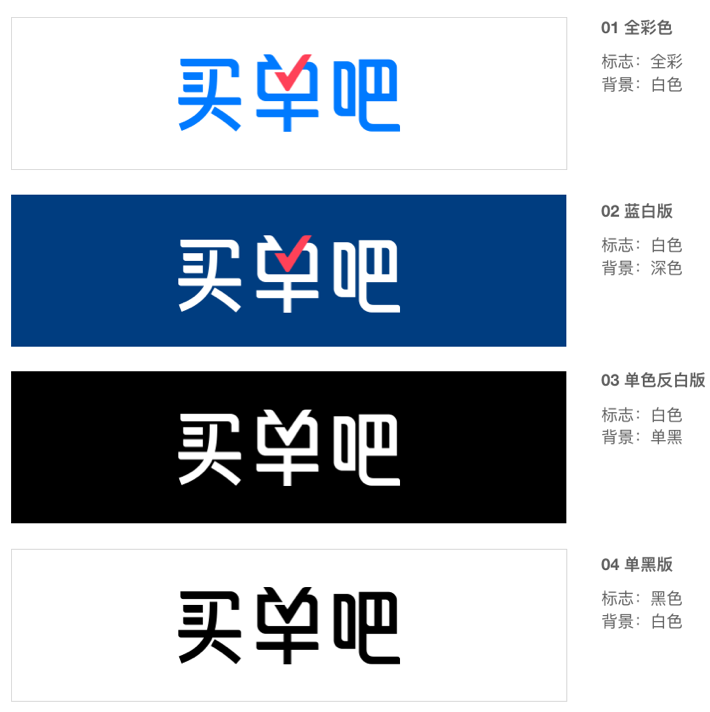 买单吧
01 全彩色
标志：全彩
背景：白色
买单吧
02 蓝白版
标志：白色
背景：深色
买单吧
03 单色反白版
标志：白色
背景：单黑
买单吧
04 单黑版
标志：黑色
背景：白色